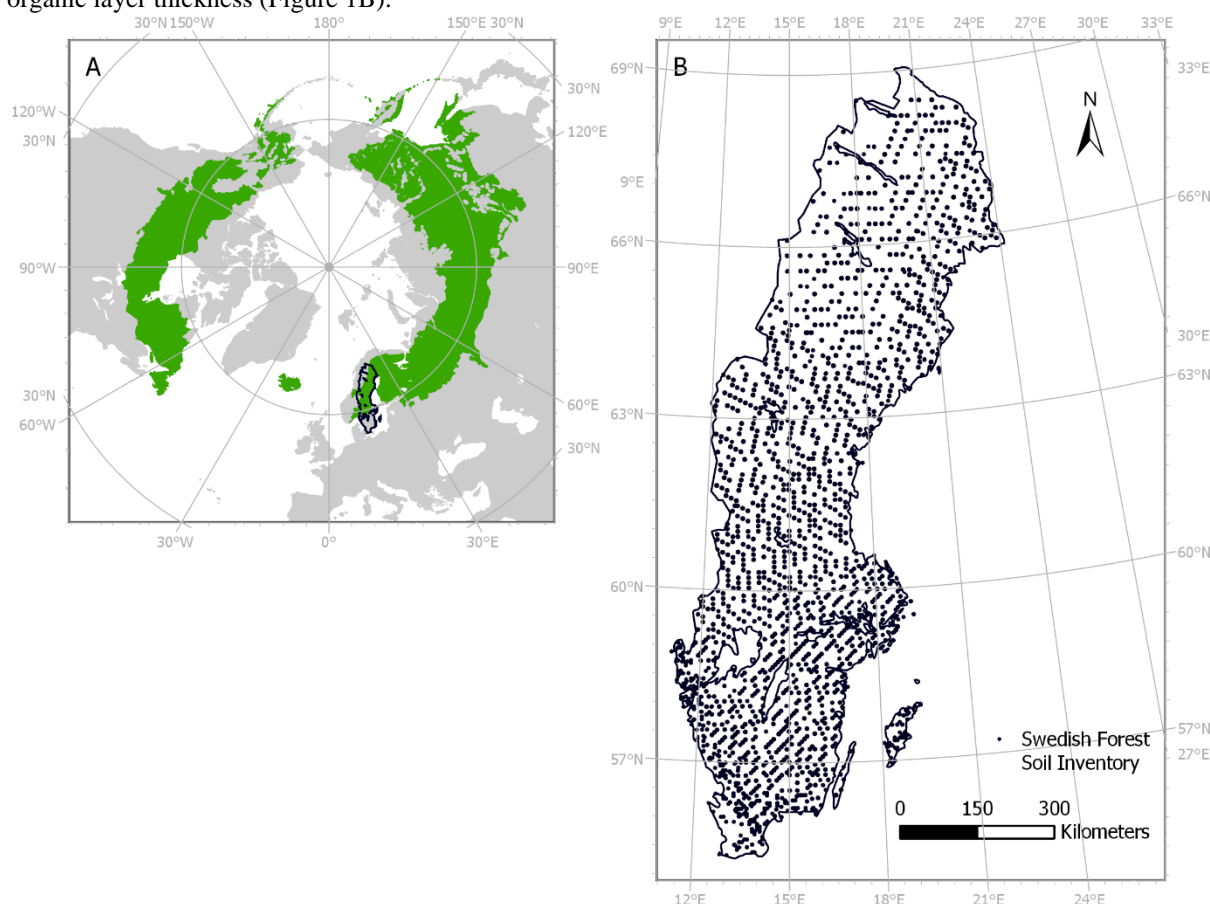 organic layer thickness (Figure 1B).
30°N 150°W 180° 150°E 30°N
A
120°W
30°N
90°W
30°N
60°W
30°N
120°E
90°E
60°E
30°N
30°W 0° 30°E
9°E 12°E 15°E 18°E 21°E 24°E 27°E 30°E 33°E
B
69°N
9°E
66°N
63°N
60°N
57°N
N
33°E
66°N
30°E
63°N
60°N
57°N
27°E
Swedish Forest
Soil Inventory
0 150 300
Kilometers
12°E 15°E 18°E 21°E 24°E